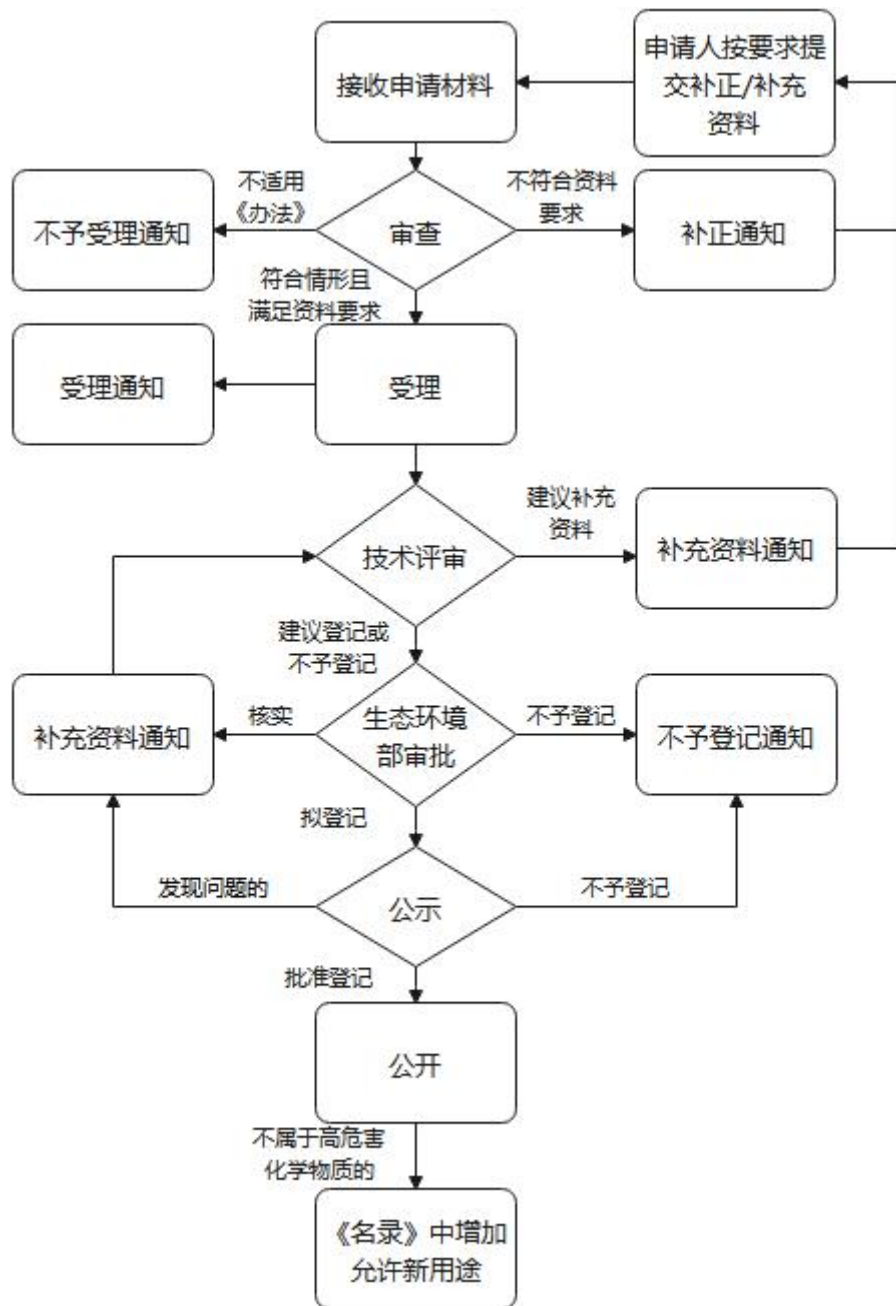 接收申请材料
申请人按要求提
交补正/补充
资料
不适用
《办法》
不符合资料
要求
不予受理通知
审查
补正通知
符合情形且
满足资料要求
受理通知
受理
建议补充
资料
技术评审
补充资料通知
建议登记或
不予登记
补充资料通知
核实
生态环境
部审批
不予登记
不予登记通知
拟登记
发现问题的
公示
不予登记
批准登记
公开
不属于高危害
化学物质的
《名录》中增加
允许新用途